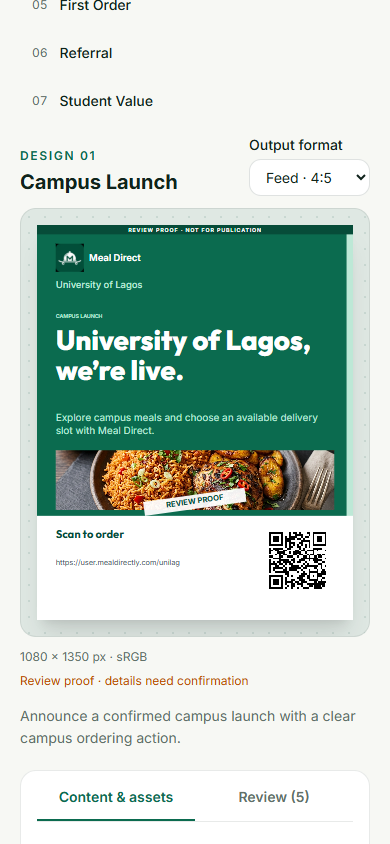 05 First Order
06 Referral
07 Student Value
DESIGN 01
Campus Launch
Output format
Feed · 4:5
REVIEW PROOF - NOT FOR PUBLICATION
Meal Direct
University of Lagos
CAMPUS LAUNCH
University of Lagos,
we’re live.
Explore campus meals and choose an available delivery
slot with Meal Direct.
REVIEW PROOF
Scan to order
https://user.mealdirectly.com/unilag
1080 × 1350 px · sRGB
Review proof · details need confirmation
Announce a confirmed campus launch with a clear
campus ordering action.
Content & assets
Review (5)